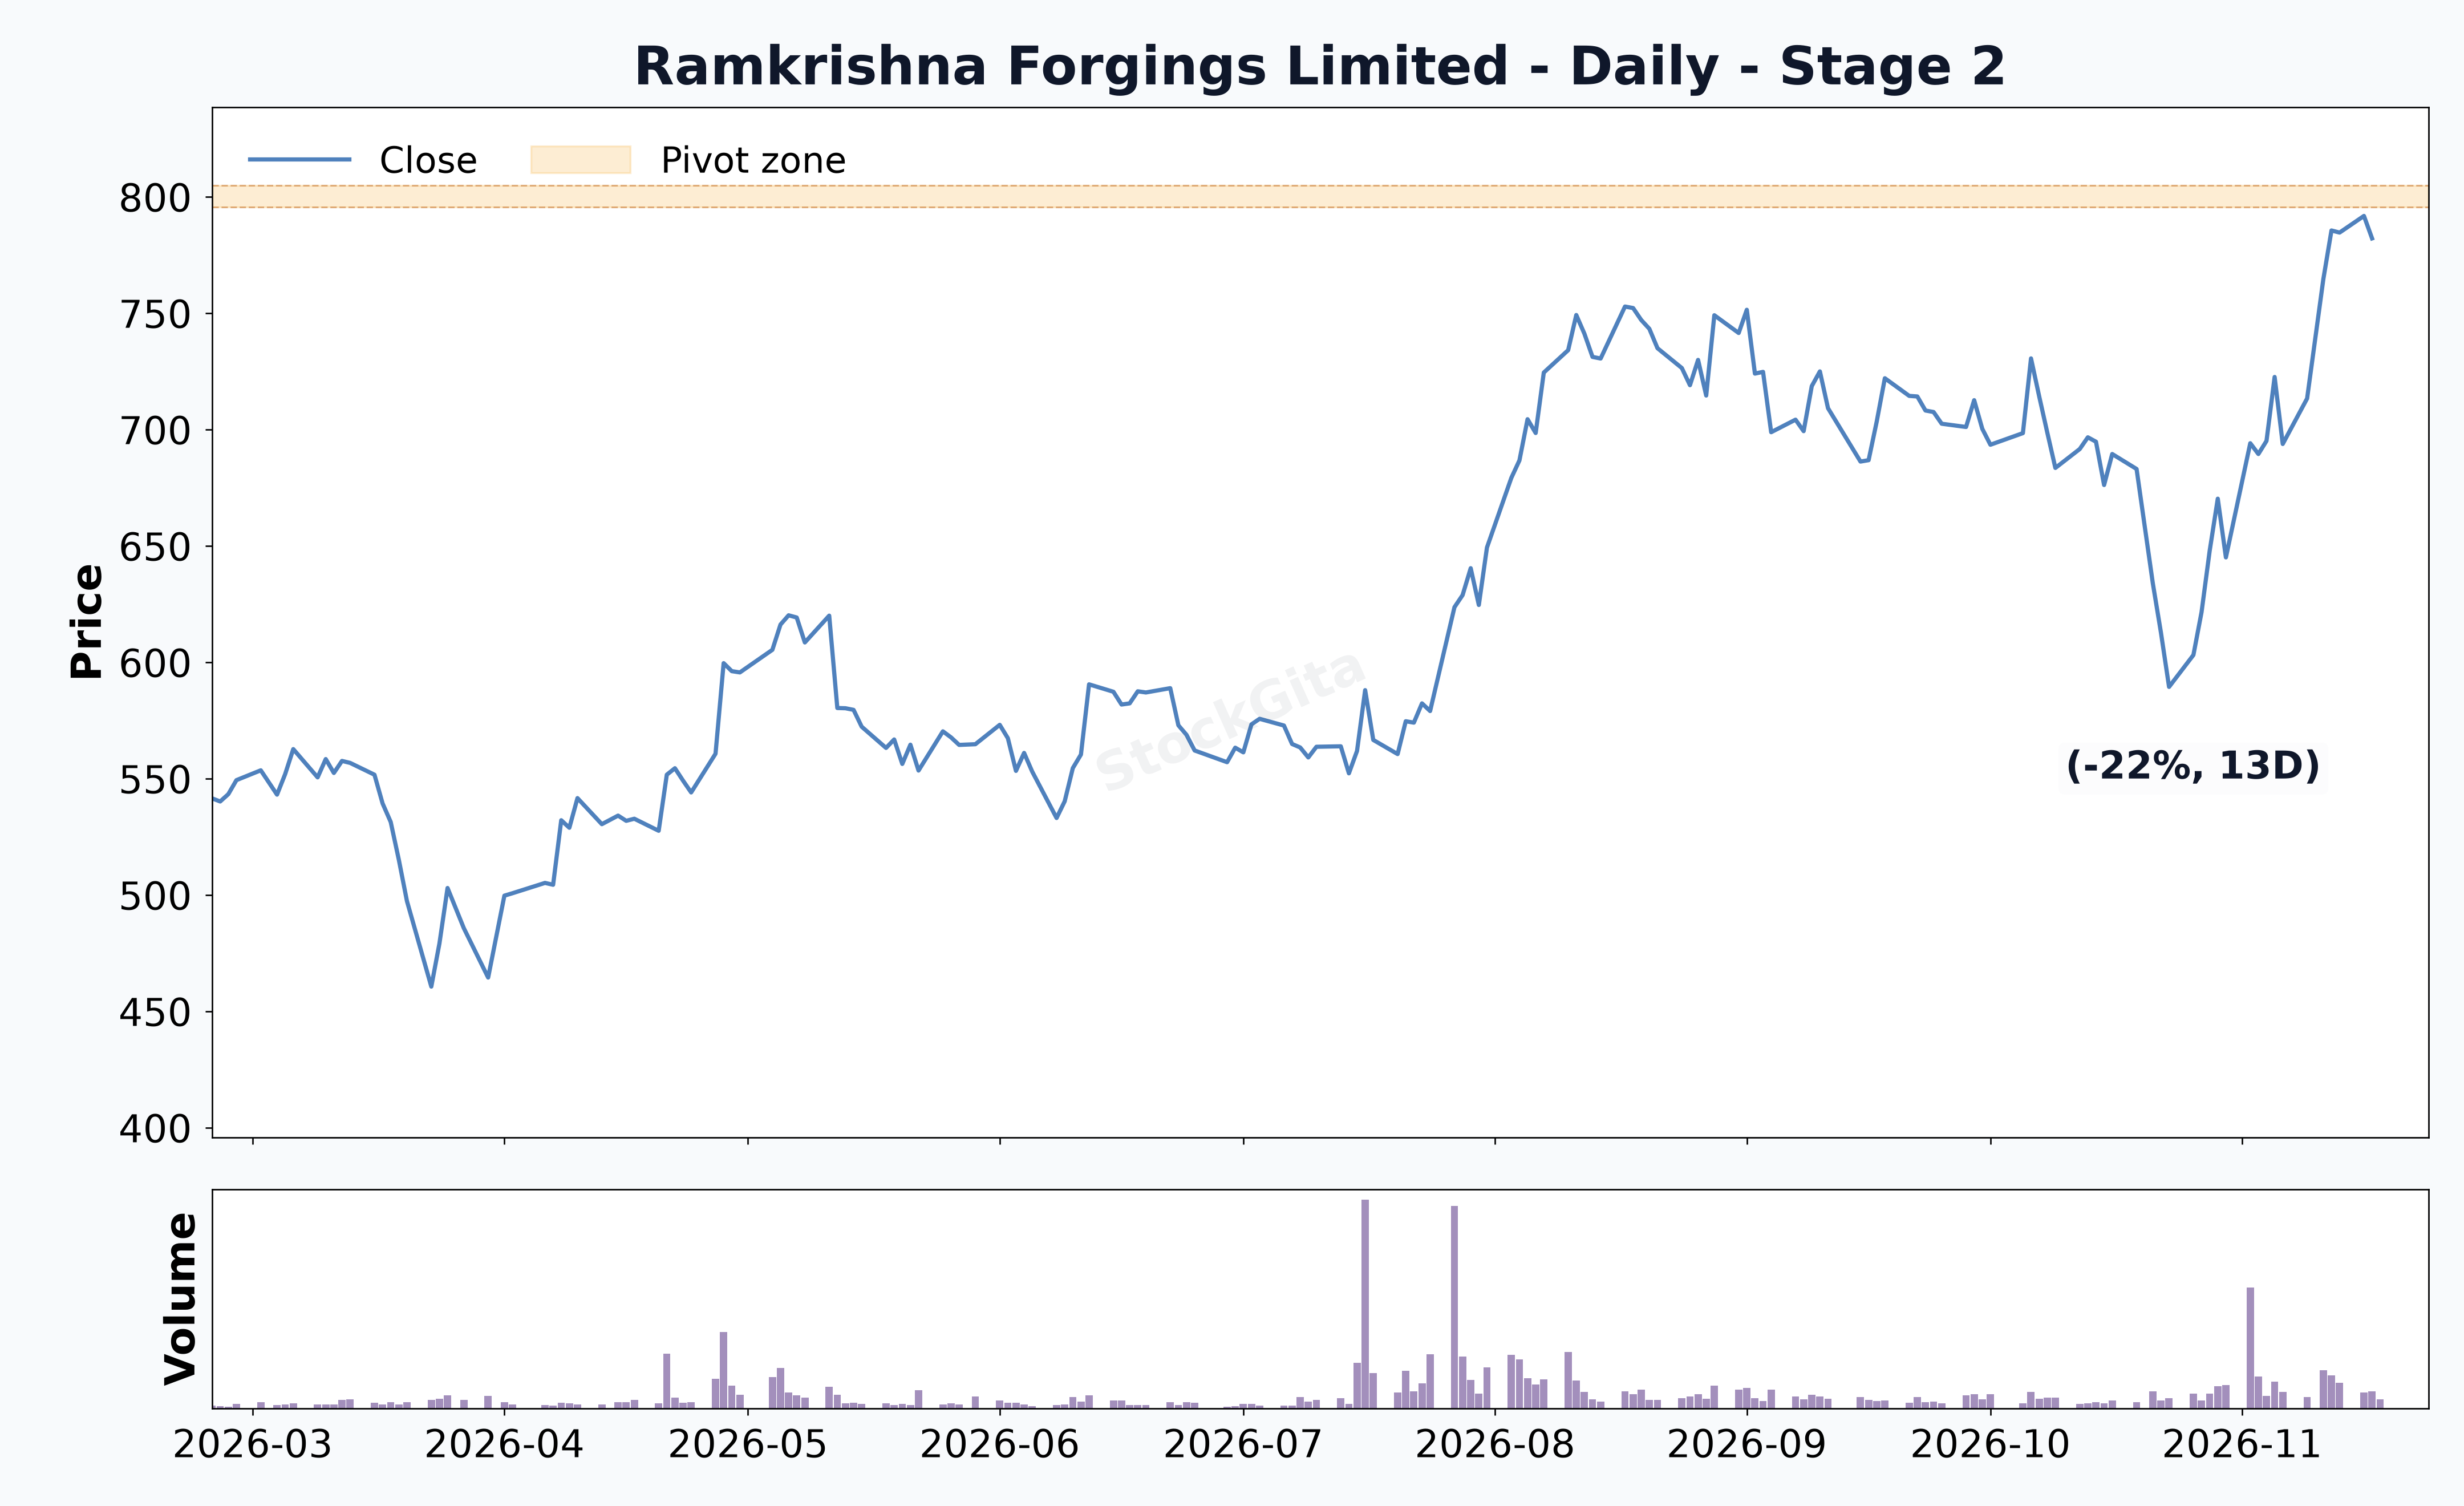 Ramkrishna Forgings Limited - Daily - Stage 2
Close
Pivot zone
800
750
700
650
600
550
500
450
400
Price
StockGita
(-22%, 13D)
Volume
2026-03
2026-04
2026-05
2026-06
2026-07
2026-08
2026-09
2026-10
2026-11